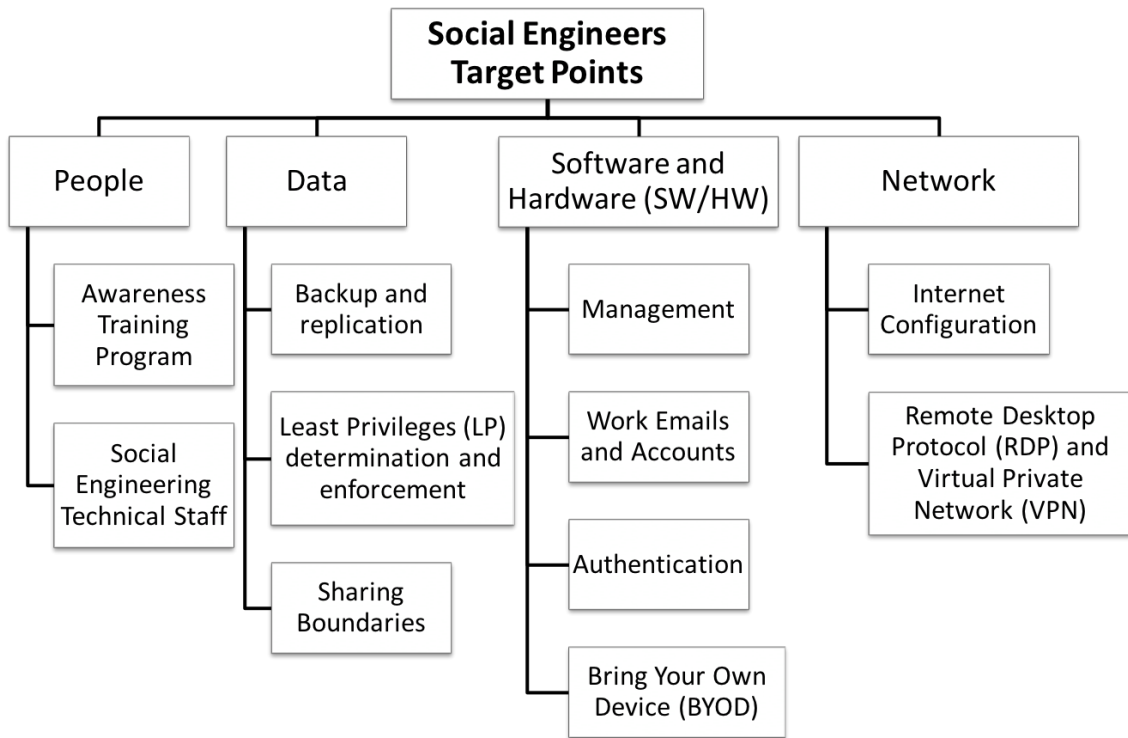 Social Engineers
Target Points
People
Data
Software and
Hardware (SW/HW)
Network
Awareness
Training
Program
Social
Engineering
Technical Staff
Backup and
replication
Least Privileges (LP)
determination and
enforcement
Sharing
Boundaries
Management
Work Emails
and Accounts
Authentication
Bring Your Own
Device (BYOD)
Internet
Configuration
Remote Desktop
Protocol (RDP) and
Virtual Private
Network (VPN)